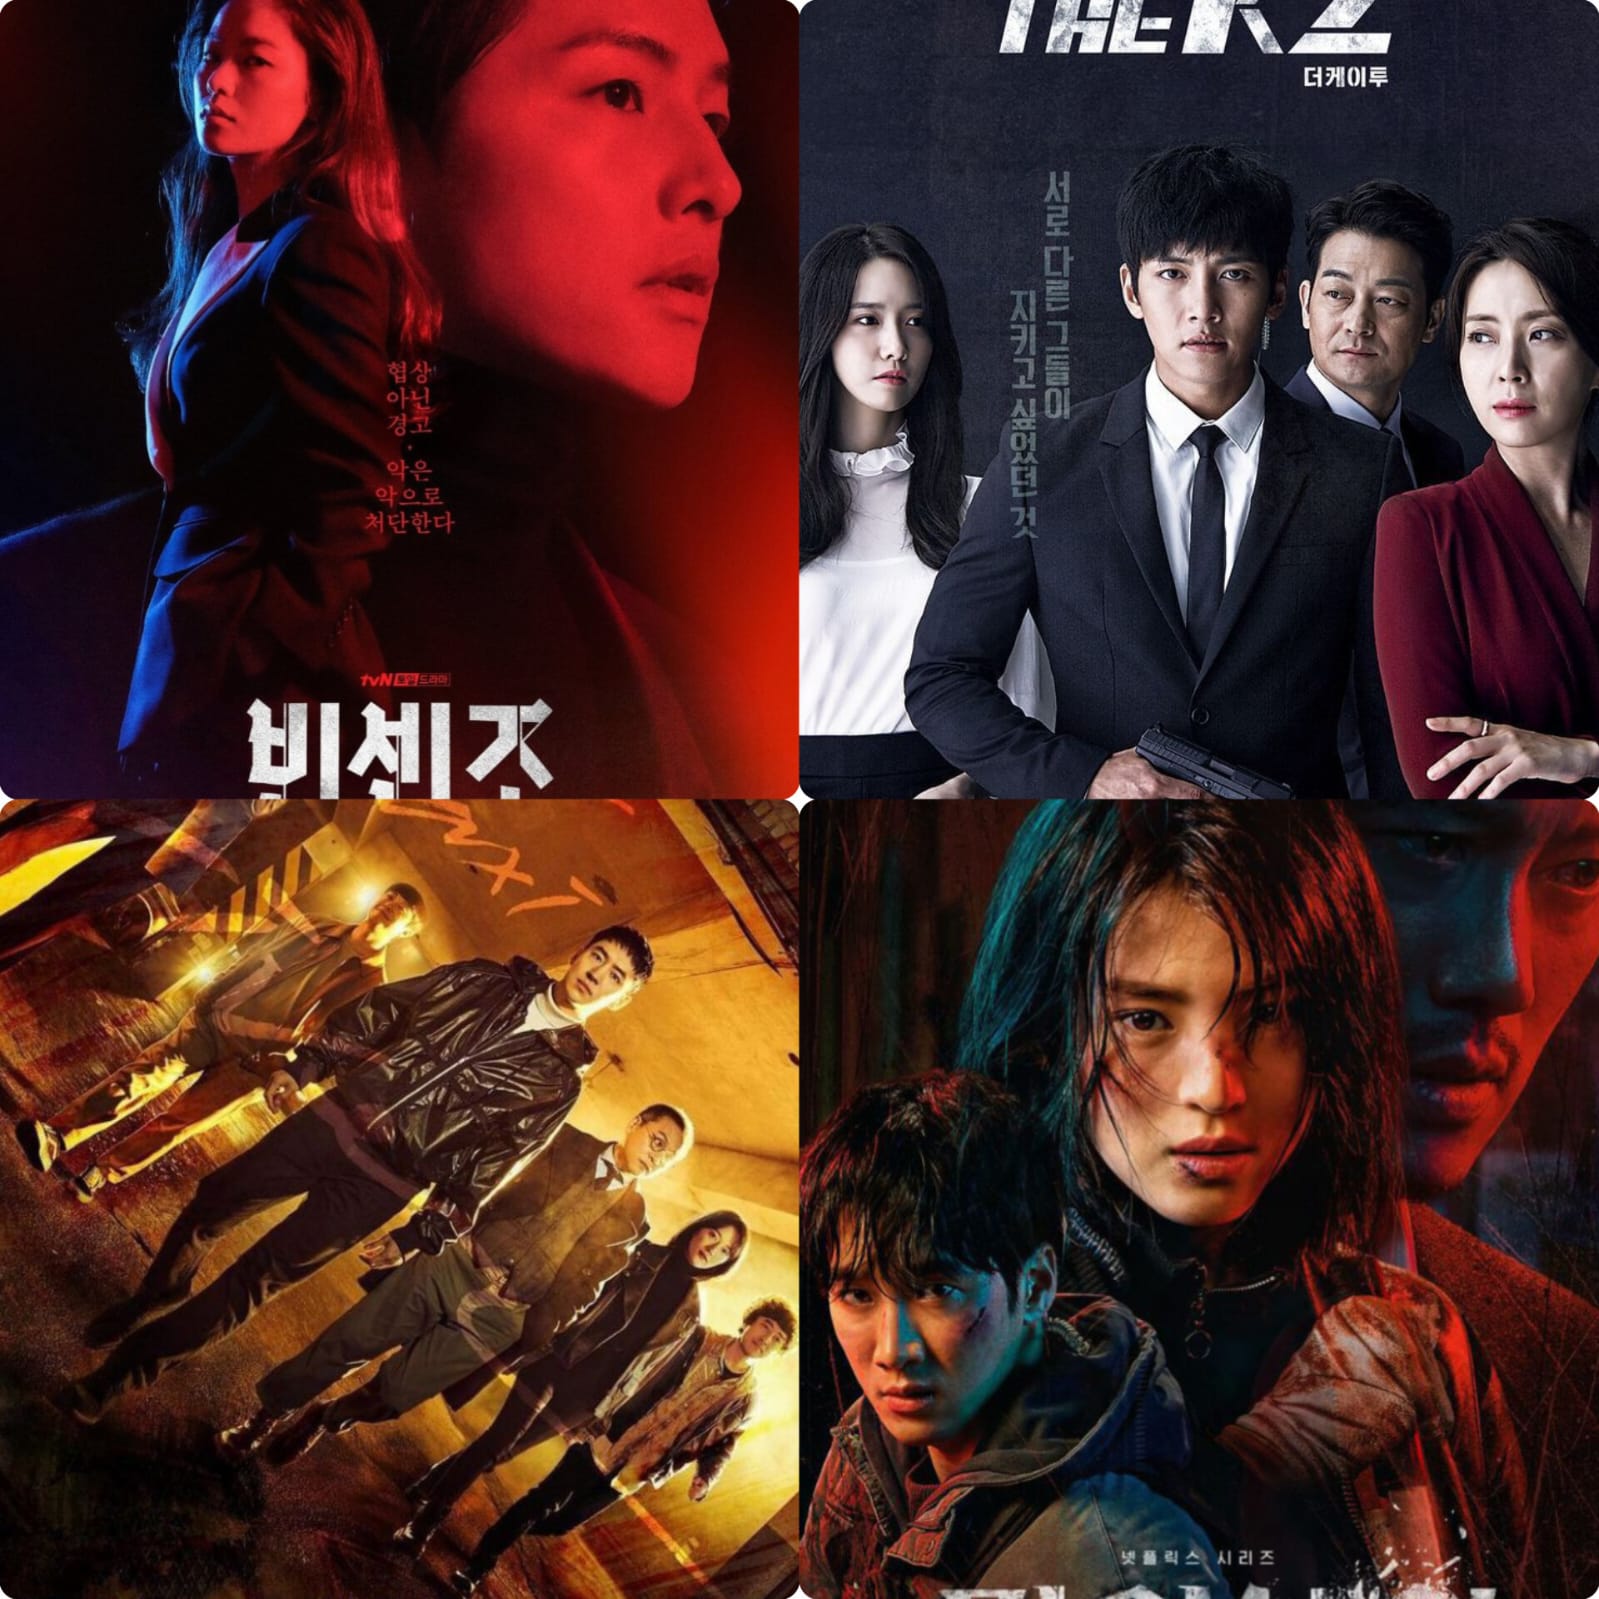 협상
아닌
경고,
악은
악으로
처단한다
tvN 토일드라마
빈센조
THE K2
더케이투
서로 다른 그들이
지키고 싶었던 것
넷플릭스 시리즈